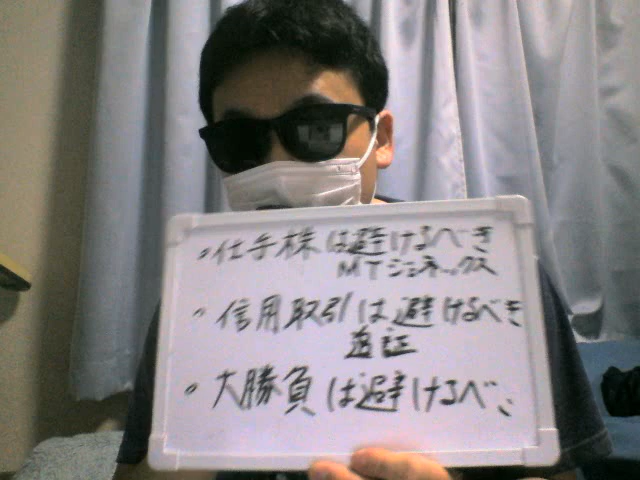 。仕手株は避けるべき
MTジェネックス
。信用取引は避けるべき
追証
。大勝負は避けるべき